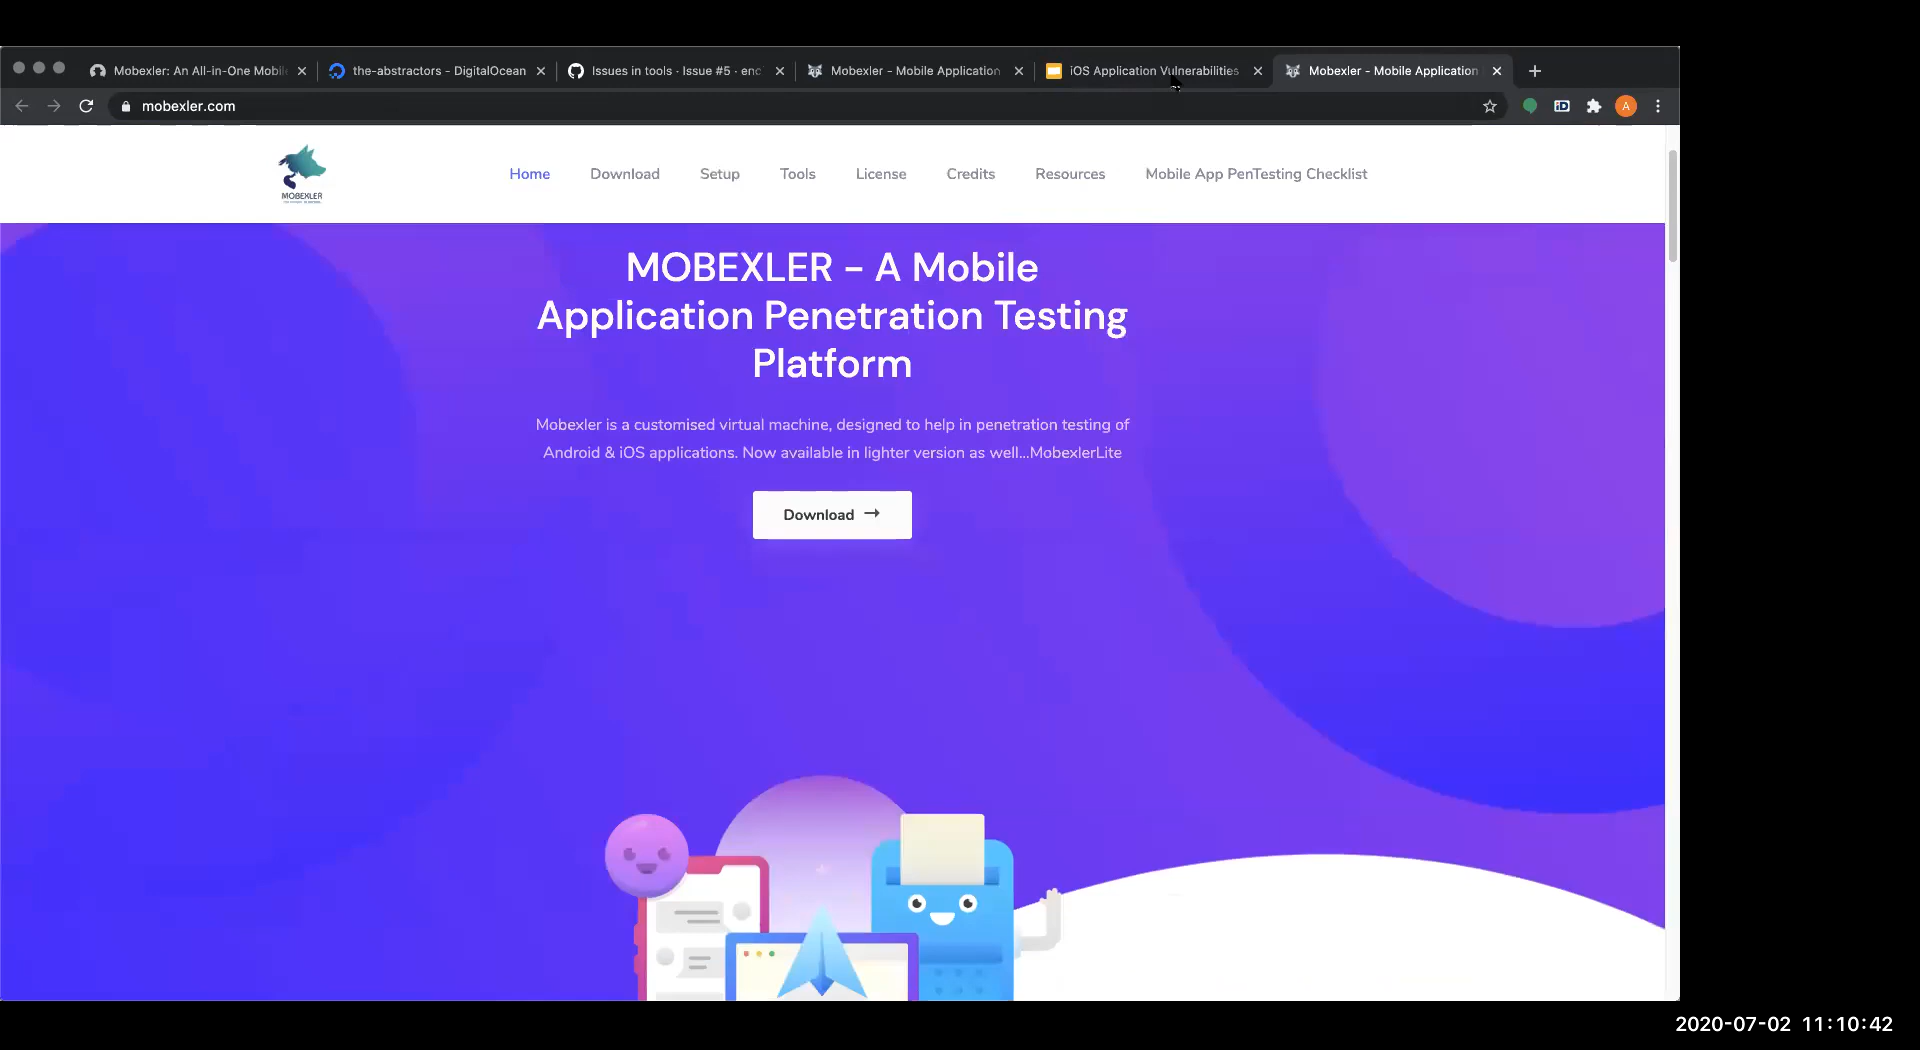 Mobexler: An All-in-One Mobile
the-abstractors - DigitalOcean
Issues in tools · Issue #5 · enc
Mobexler - Mobile Application
iOS Application Vulnerabilities
Mobexler - Mobile Application
mobexler.com
A
MOBEXLER
Home
Download
Setup
Tools
License
Credits
Resources
Mobile App PenTesting Checklist
MOBEXLER - A Mobile
Application Penetration Testing
Platform
Mobexler is a customised virtual machine, designed to help in penetration testing of
Android & iOS applications. Now available in lighter version as well...MobexlerLite
Download →
2020-07-02 11:10:42